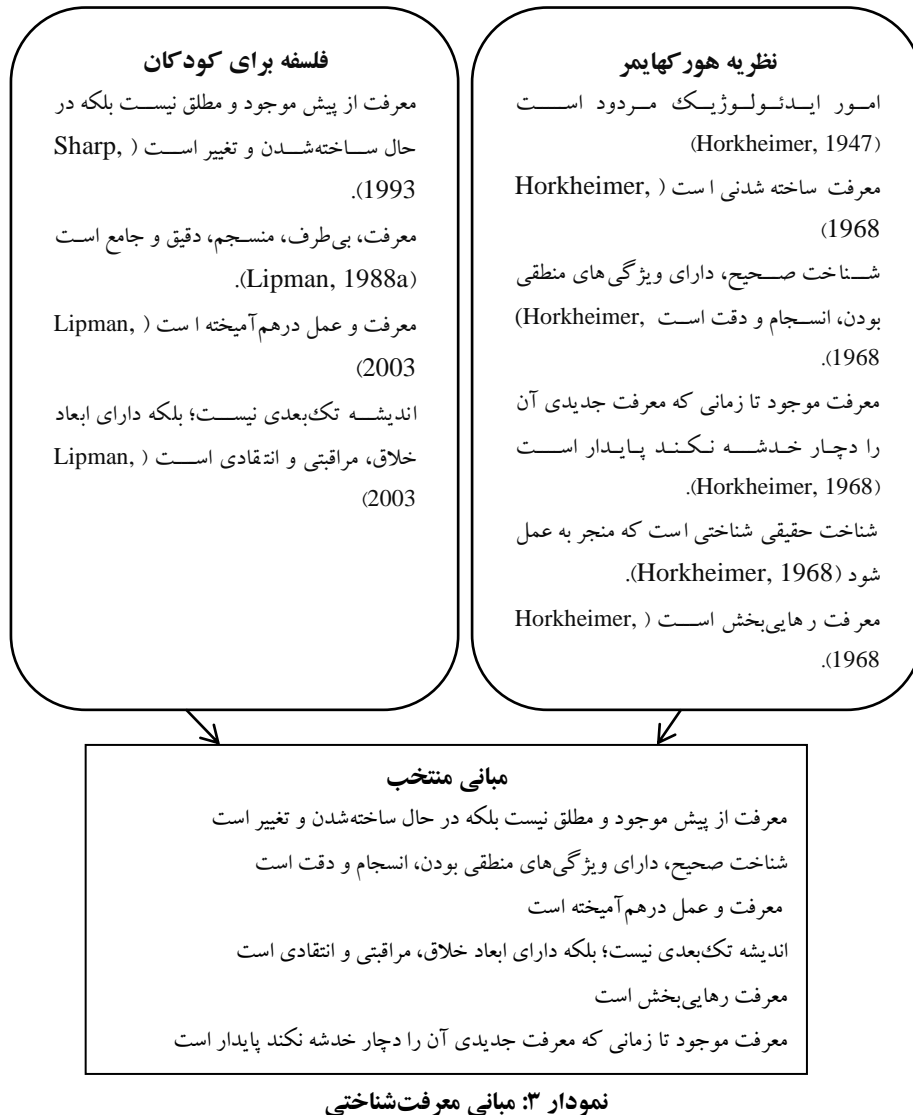 نظریه هورکهایمر
امور ایدئولوژیک مردود است
(Horkheimer, 1947)
معرفت ساخته شدنی است ( Horkheimer,
1968)
شناخت صحیح، دارای ویژگی‌های منطقی
بودن، انسجام و دقت است (Horkheimer,
1968).
معرفت موجود تا زمانی که معرفت جدیدی آن
را دچار خدشه نکند پایدار است
(Horkheimer, 1968).
شناخت حقیقی شناختی است که منجر به عمل
شود (Horkheimer, 1968).
معرفت رهایی‌بخش است ( Horkheimer,
1968).
فلسفه برای کودکان
معرفت از پیش موجود و مطلق نیست بلکه در
حال ساخته‌شدن و تغییر است ( Sharp,
1993).
معرفت، بی‌طرف، منسجم، دقیق و جامع است
(Lipman, 1988a).
معرفت و عمل درهم‌آمیخته است ( Lipman,
2003)
اندیشه تک‌بعدی نیست؛ بلکه دارای ابعاد
خلاق، مراقبتی و انتقادی است ( Lipman,
2003)
مبانی منتخب
معرفت از پیش موجود و مطلق نیست بلکه در حال ساخته‌شدن و تغییر است
شناخت صحیح، دارای ویژگی‌های منطقی بودن، انسجام و دقت است
معرفت و عمل درهم‌آمیخته است
اندیشه تک‌بعدی نیست؛ بلکه دارای ابعاد خلاق، مراقبتی و انتقادی است
معرفت رهایی‌بخش است
معرفت موجود تا زمانی که معرفت جدیدی آن را دچار خدشه نکند پایدار است
نمودار ۳: مبانی معرفت‌شناختی